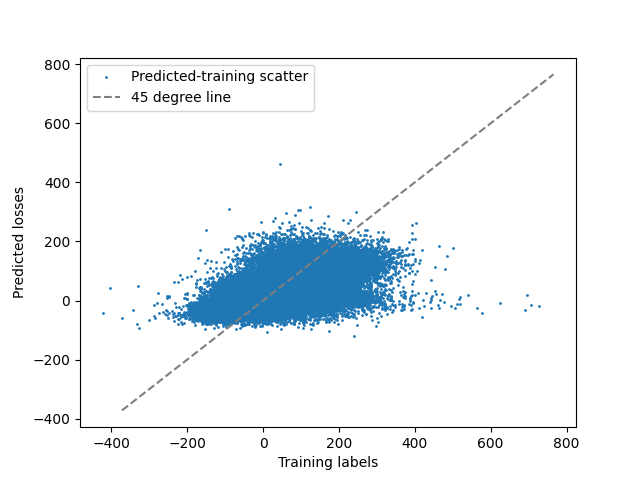 Predicted-training scatter
45 degree line
800
600
400
200
0
−200
−400
Predicted losses
−400 −200 0 200 400 600 800
Training labels